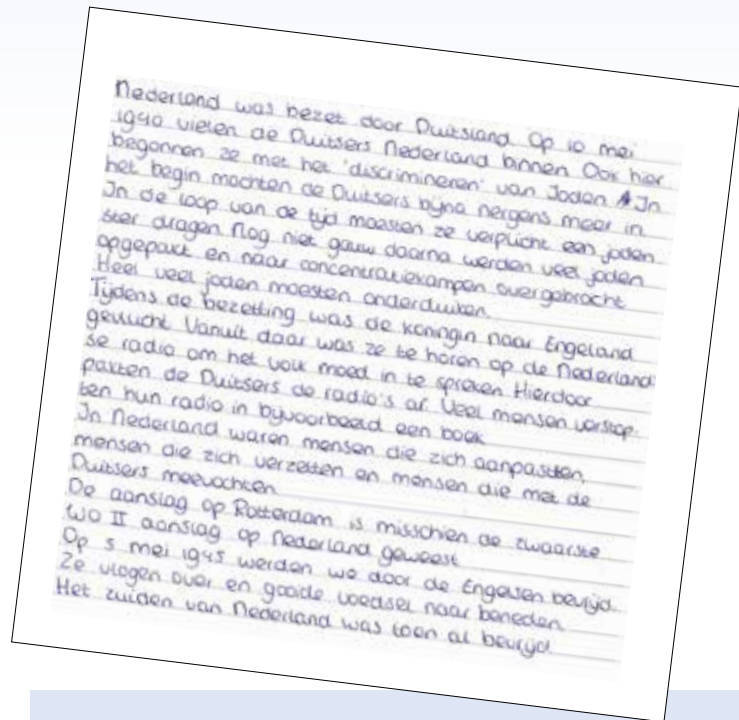 Nederland was bezet door Duitsland. Op 10 mei
1940 vielen de Duitsers Nederland binnen Ook hier
begonnen ze met het 'discrimineren' van Joden In
het begin mochten de Duitsers bijna nergens meer in.
In de loop van de tijd moesten ze verplicht een joden
ster dragen Nog niet gauw daarna werden veel joden
opgepakt en naar concentratiekampen overgebracht
Heel veel joden moesten onderduiken.
Tijdens de bezetting was de koningin naar Engeland
gevlucht Vanuit daar was ze te horen op de Nederland
se radio om het volk moed in te spreken Hierdoor
pakten de Duitsers de radio's af. Veel mensen verstop-
ten hun radio in bijvoorbeeld een boek
In Nederland waren mensen die zich aanpasten,
mensen die zich verzetten en mensen die met de
Duitsers meevochten
De aanslag op Rotterdam is misschien de zwaarste
WO II aanslag op Nederland geweest
Op 5 mei 1945 werden we door de Engelsen bevrijd.
Ze vlogen over en gooide voedsel naar beneden.
Het zuiden van Nederland was toen al bevrijd.